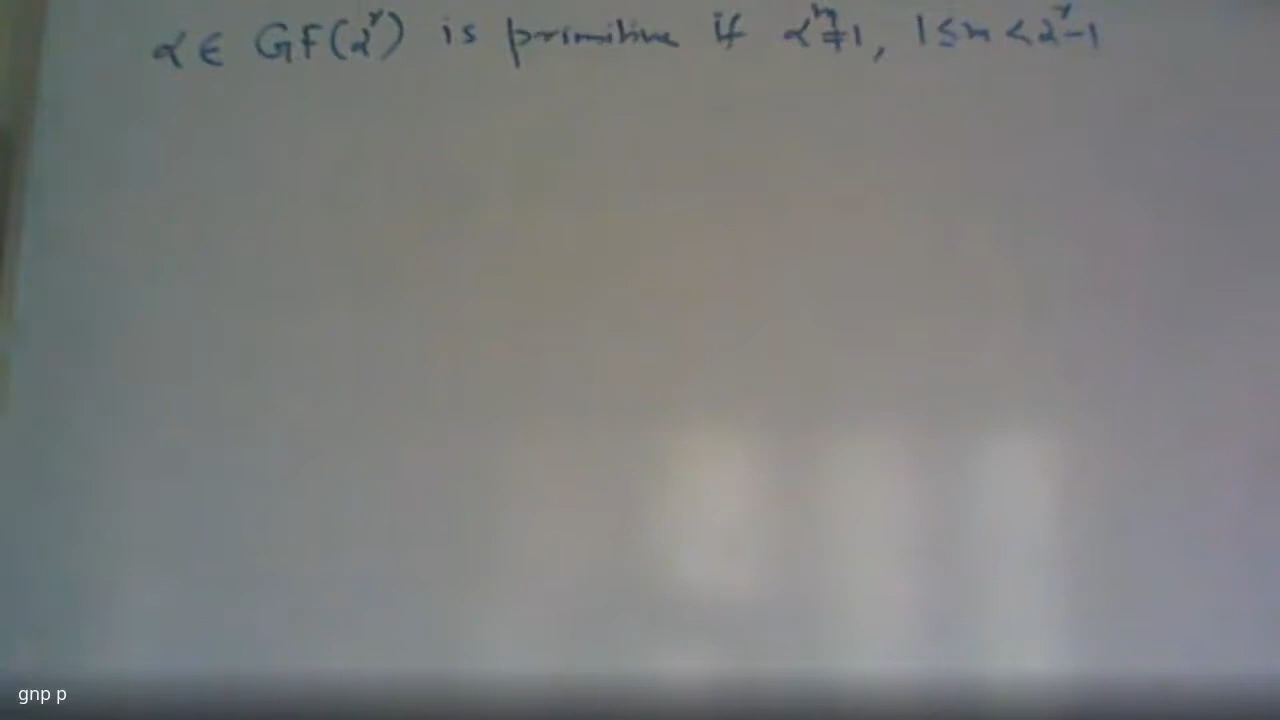 α ∈ GF(2^r) is primitive if α^m ≠ 1, 1 ≤ m < 2^r - 1
gnp p